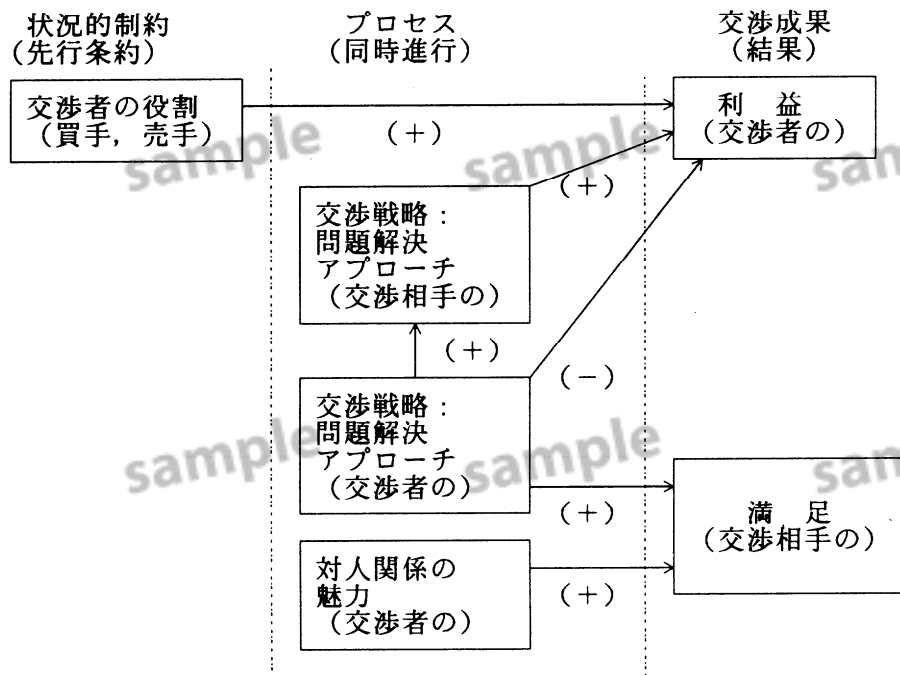 状況的制約
(先行条約)
プロセス
(同時進行)
交渉成果
(結果)
交渉者の役割
(買手，売手)
(+)
利　益
(交渉者の)
(+)
交渉戦略：
問題解決
アプローチ
(交渉相手の)
(+)
(−)
交渉戦略：
問題解決
アプローチ
(交渉者の)
(+)
満　足
(交渉相手の)
対人関係の
魅力
(交渉者の)
(+)
sample
sample
sam
sample
sample
sam